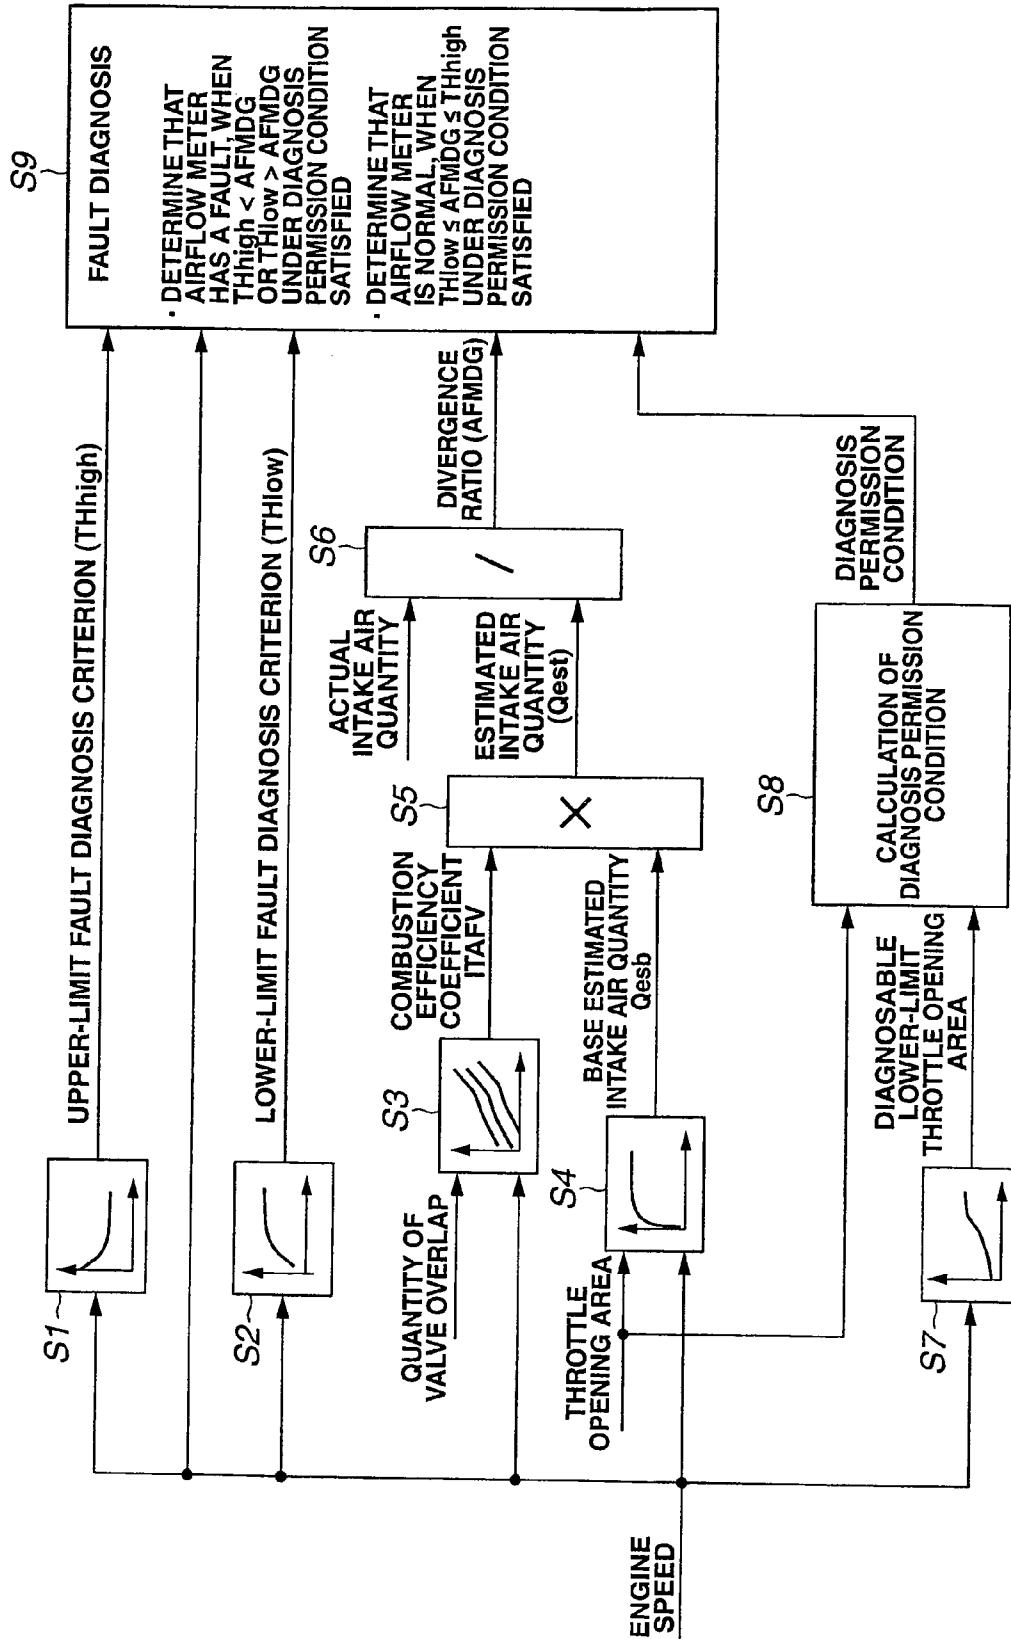 S1
UPPER-LIMIT FAULT DIAGNOSIS CRITERION (THhigh)
S2
LOWER-LIMIT FAULT DIAGNOSIS CRITERION (THlow)
QUANTITY OF
VALVE OVERLAP
S3
COMBUSTION
EFFICIENCY
COEFFICIENT
ITAFV
THROTTLE
OPENING AREA
S4
BASE ESTIMATED
INTAKE AIR QUANTITY
Qesb
ENGINE
SPEED
S5
×
ACTUAL
INTAKE AIR
QUANTITY
ESTIMATED
INTAKE AIR
QUANTITY
(Qest)
S6
/
DIVERGENCE
RATIO (AFMDG)
S7
DIAGNOSABLE
LOWER-LIMIT
THROTTLE OPENING
AREA
S8
CALCULATION OF
DIAGNOSIS PERMISSION
CONDITION
DIAGNOSIS
PERMISSION
CONDITION
S9
FAULT DIAGNOSIS
· DETERMINE THAT
AIRFLOW METER
HAS A FAULT, WHEN
THhigh < AFMDG
OR THlow > AFMDG
UNDER DIAGNOSIS
PERMISSION CONDITION
SATISFIED
· DETERMINE THAT
AIRFLOW METER
IS NORMAL, WHEN
THlow ≤ AFMDG ≤ THhigh
UNDER DIAGNOSIS
PERMISSION CONDITION
SATISFIED